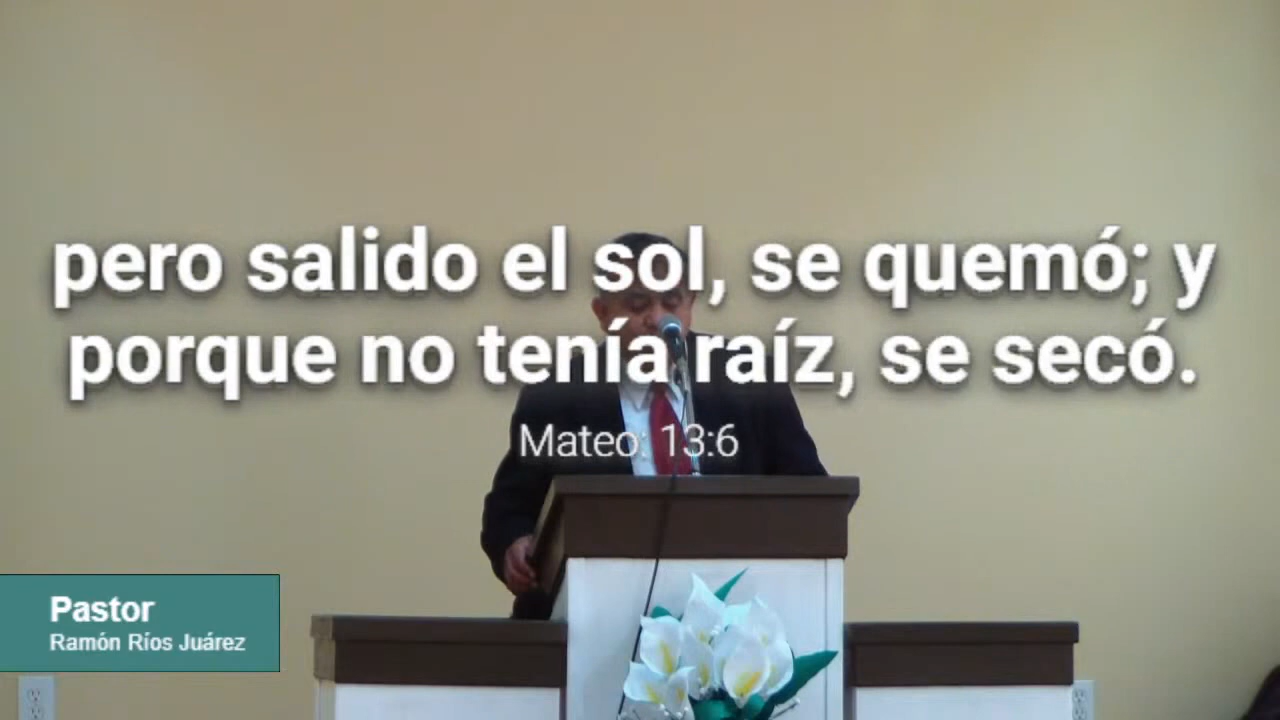 pero salido el sol, se quemó; y
porque no tenía raíz, se secó.
Mateo: 13:6
Pastor
Ramón Ríos Juárez